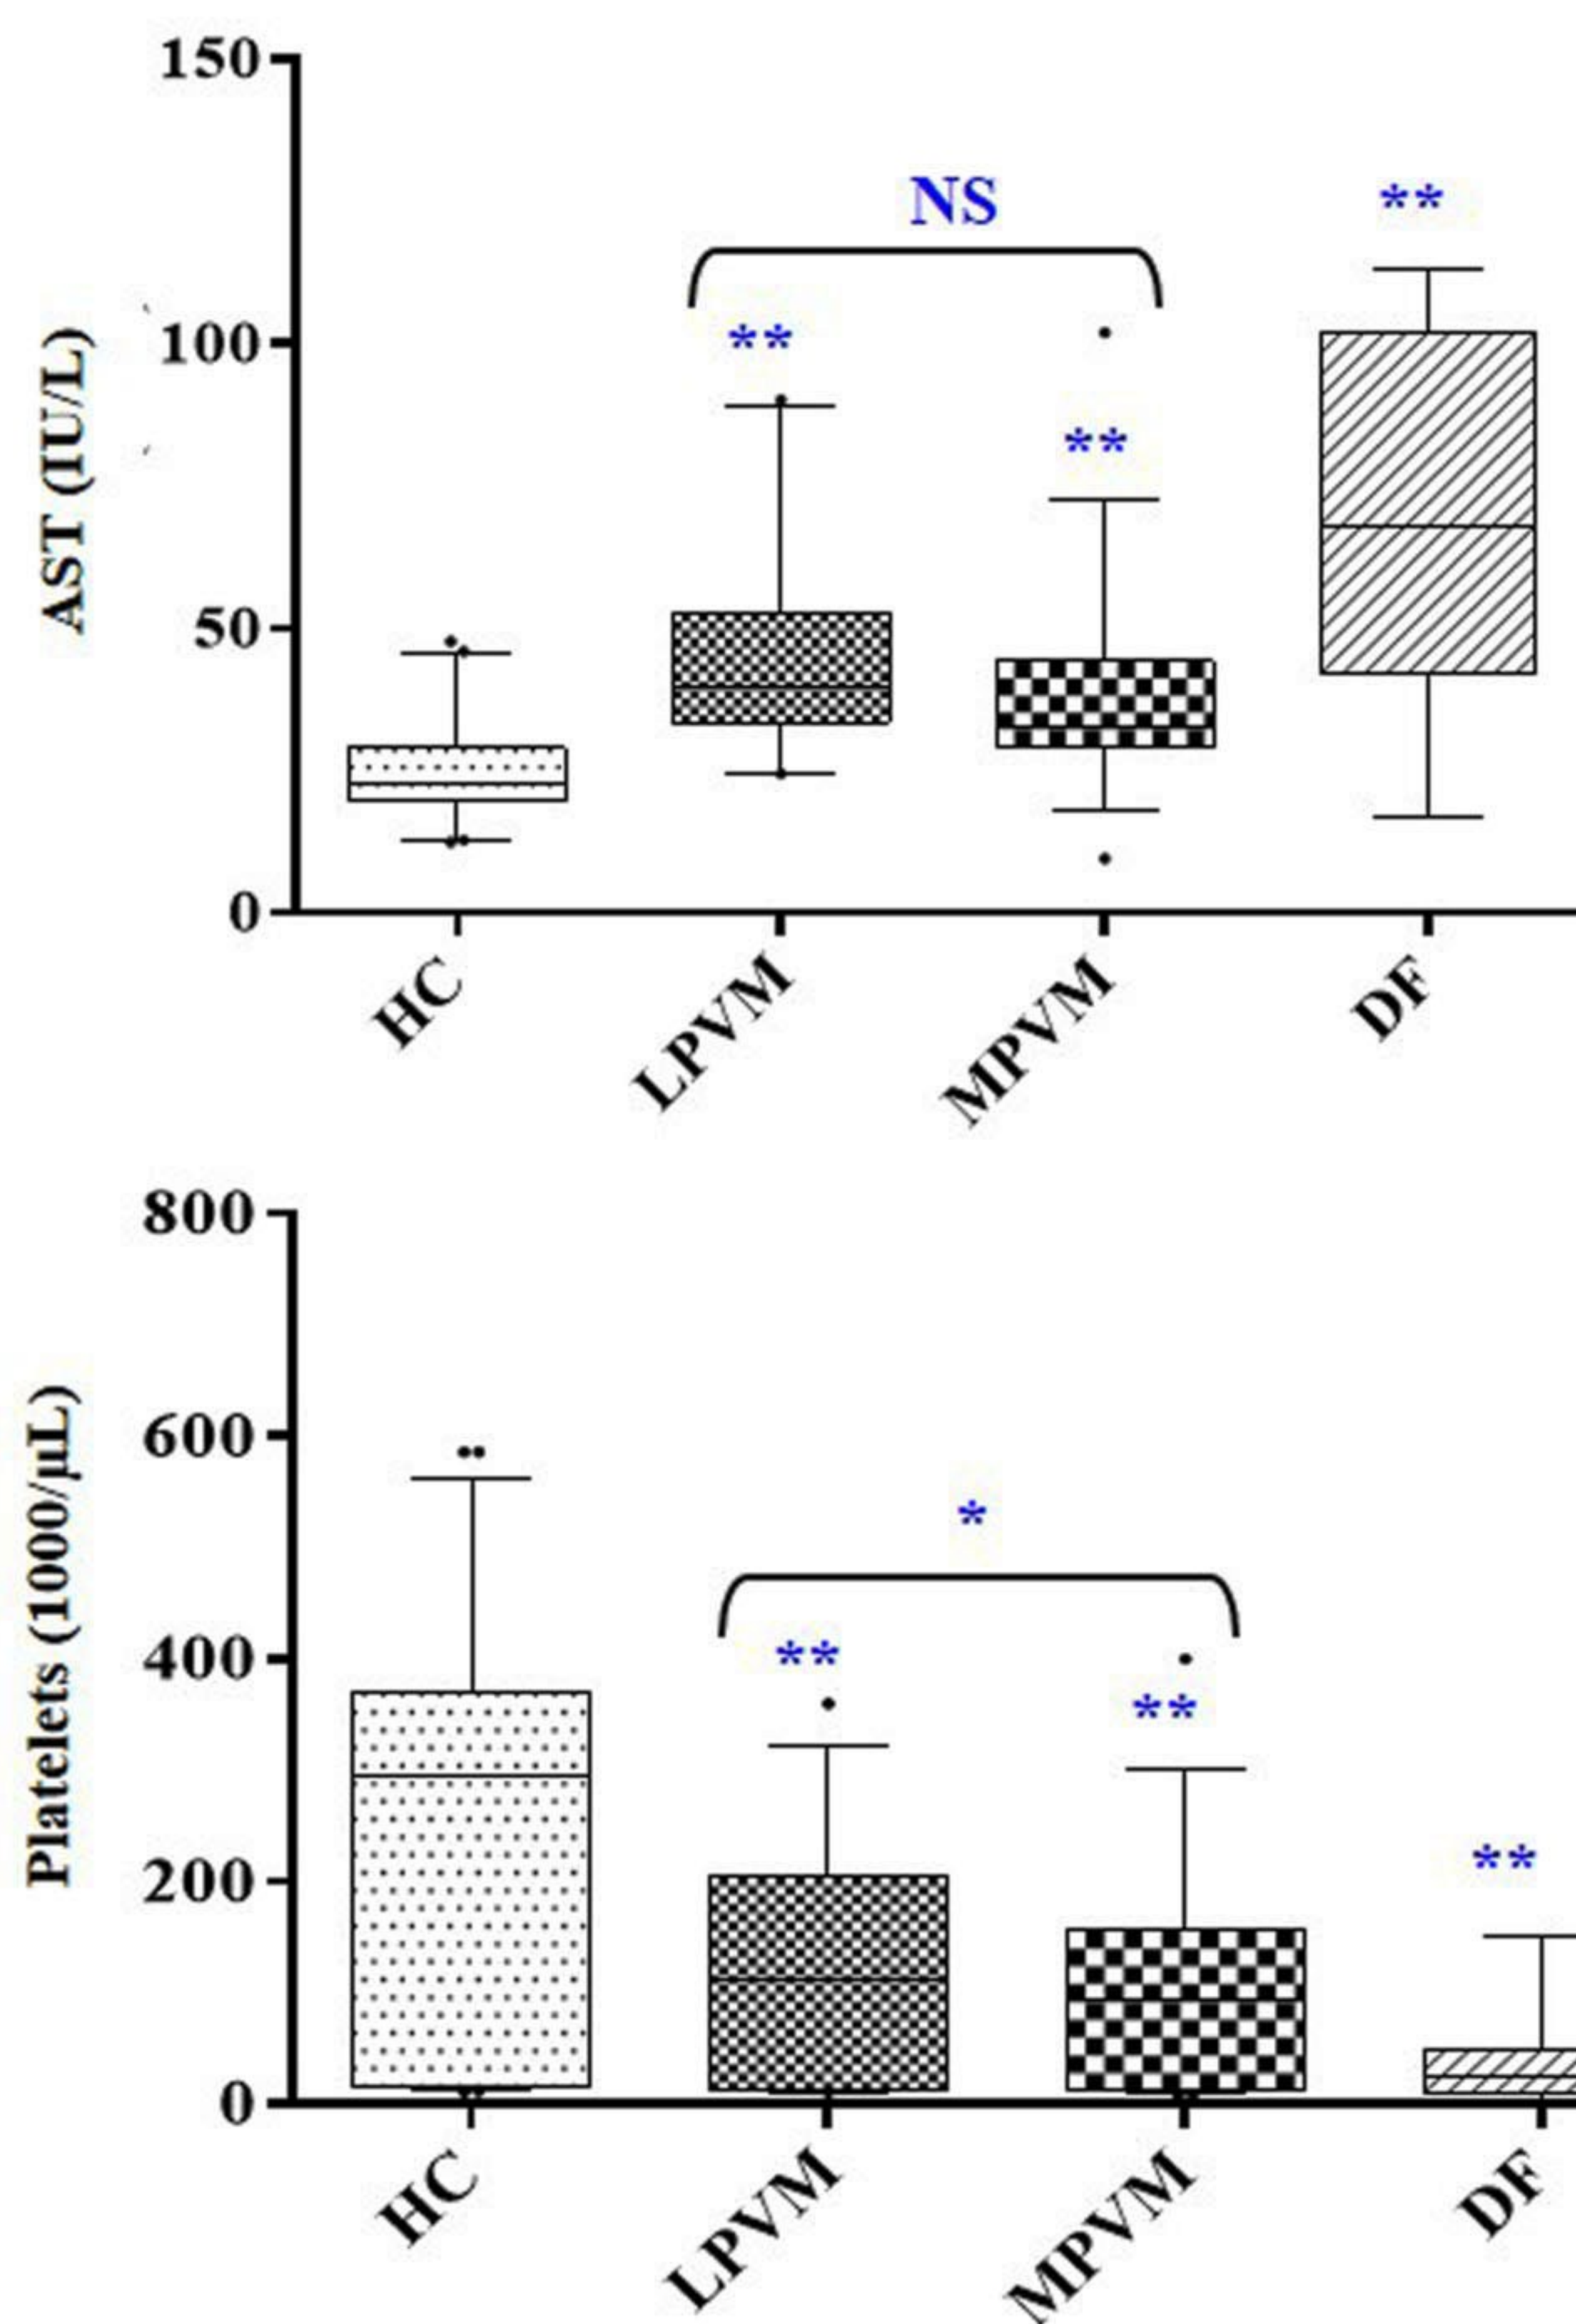 150
NS
**
100
**
**
AST (IU/L)
50
0
HC
LPVM
MPVM
DF
800
600
*
400
**
**
Platelets (1000/µL)
200
**
0
HC
LPVM
MPVM
DF